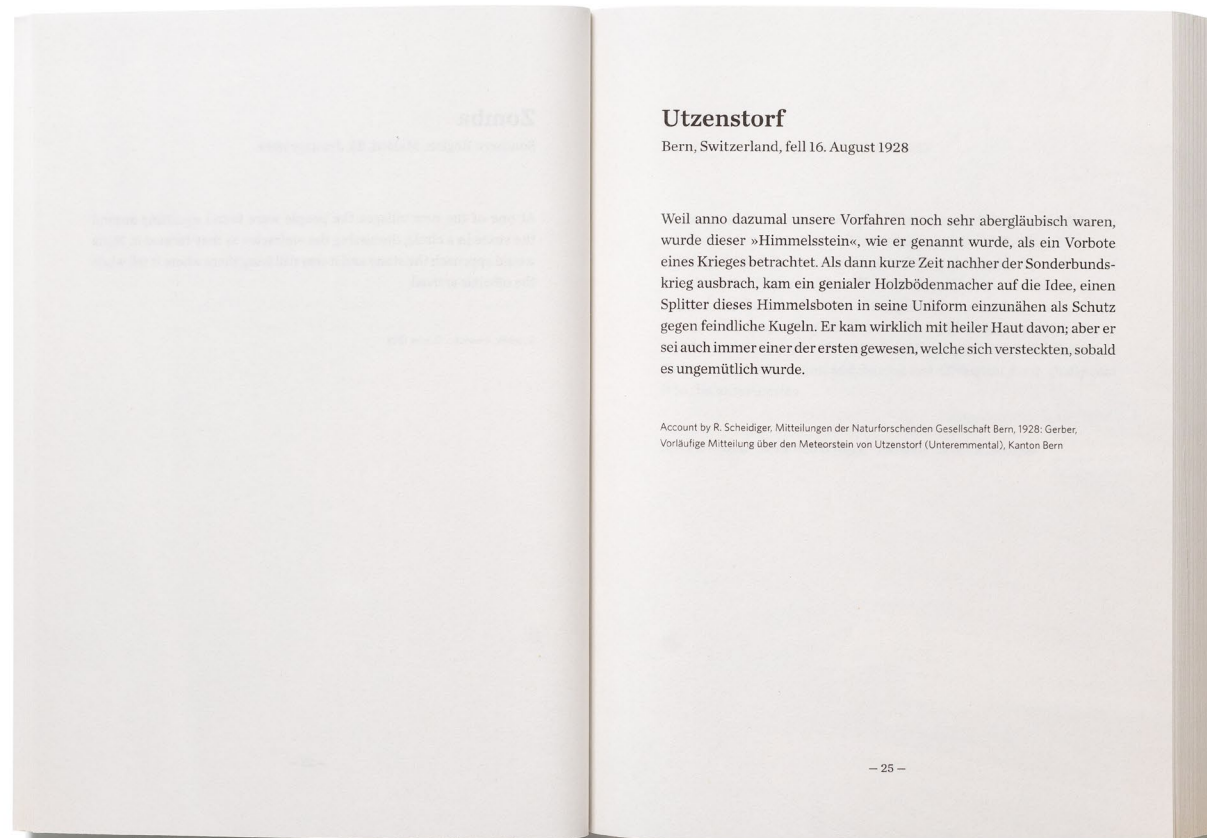 Zomba
Utzenstorf
Bern, Switzerland, fell 16. August 1928
Weil anno dazumal unsere Vorfahren noch sehr abergläubisch waren,
wurde dieser »Himmelsstein«, wie er genannt wurde, als ein Vorbote
eines Krieges betrachtet. Als dann kurze Zeit nachher der Sonderbunds-
krieg ausbrach, kam ein genialer Holzbödenmacher auf die Idee, einen
Splitter dieses Himmelsboten in seine Uniform einzunähen als Schutz
gegen feindliche Kugeln. Er kam wirklich mit heiler Haut davon; aber er
sei auch immer einer der ersten gewesen, welche sich versteckten, sobald
es ungemütlich wurde.
Account by R. Scheidiger, Mitteilungen der Naturforschenden Gesellschaft Bern, 1928: Gerber,
Vorläufige Mitteilung über den Meteorstein von Utzenstorf (Unteremmental), Kanton Bern
– 25 –